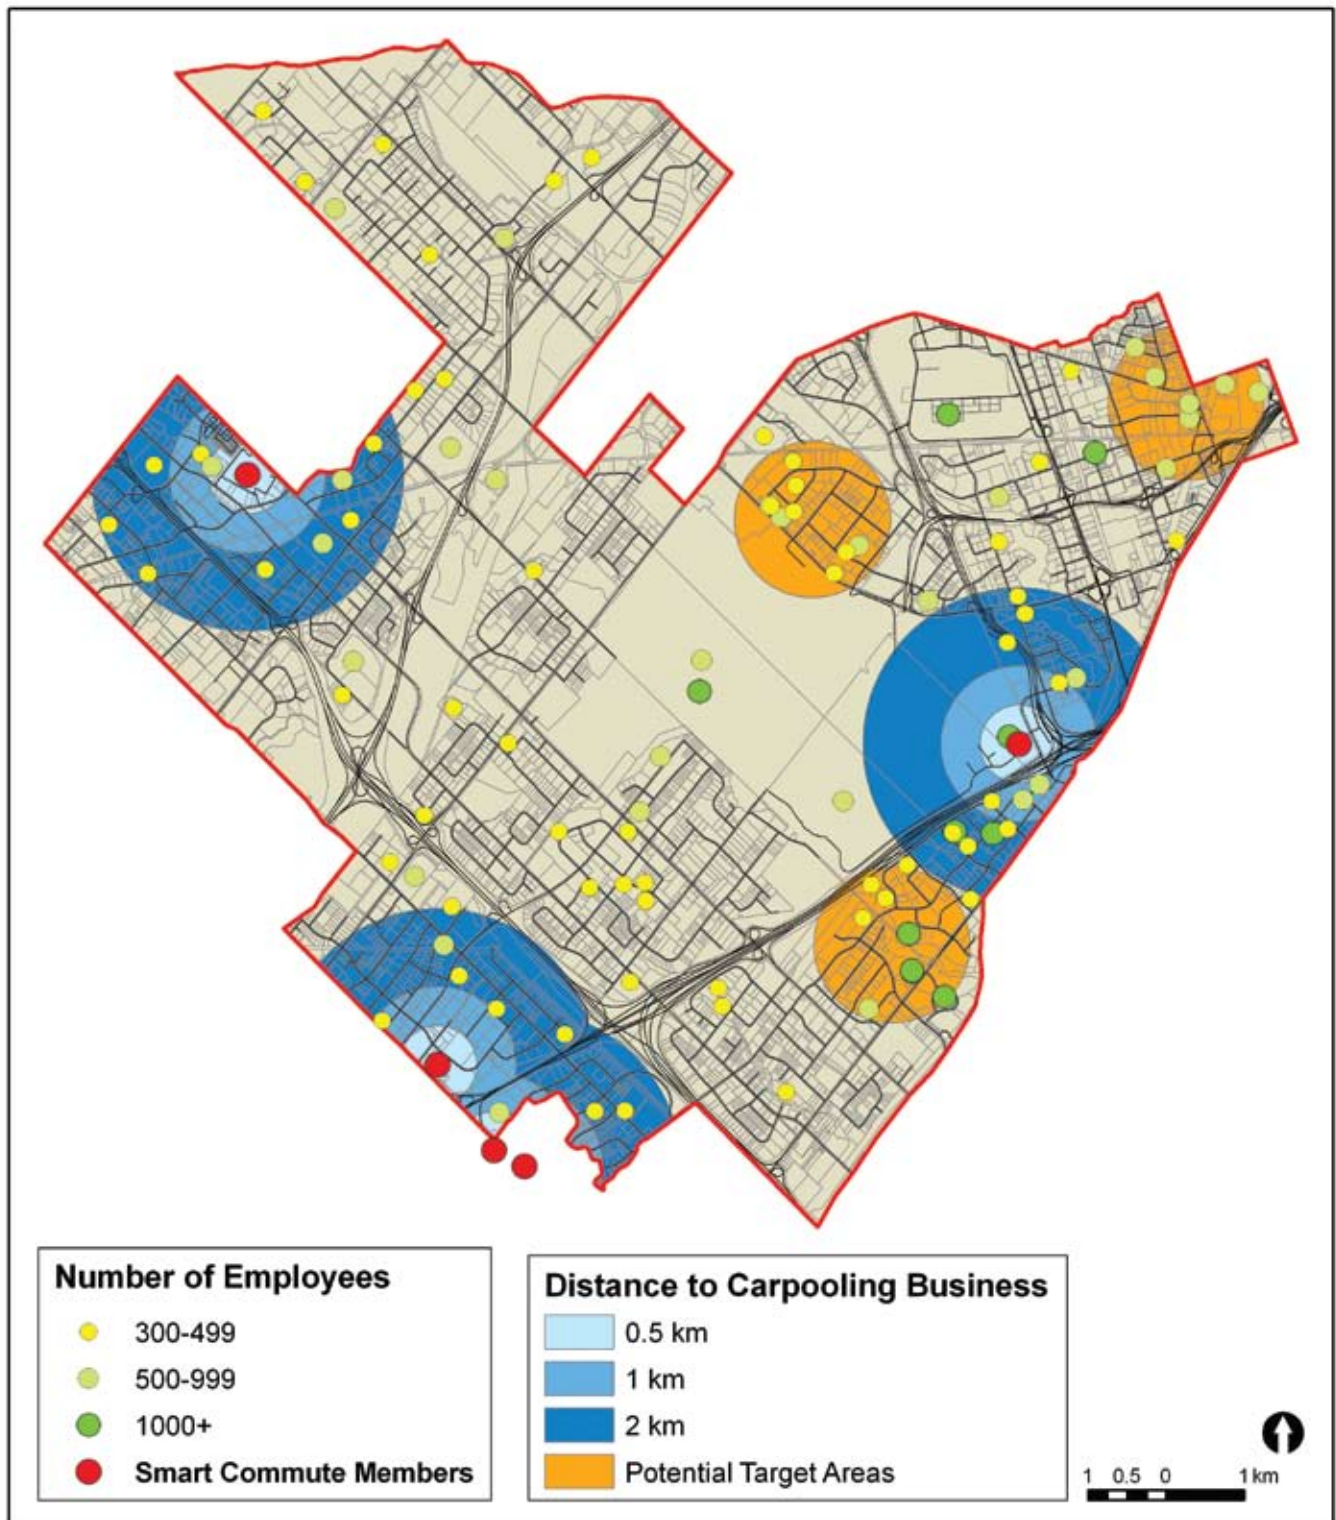 Number of Employees
300-499
500-999
1000+
Smart Commute Members
Distance to Carpooling Business
0.5 km
1 km
2 km
Potential Target Areas
1 0.5 0 1 km